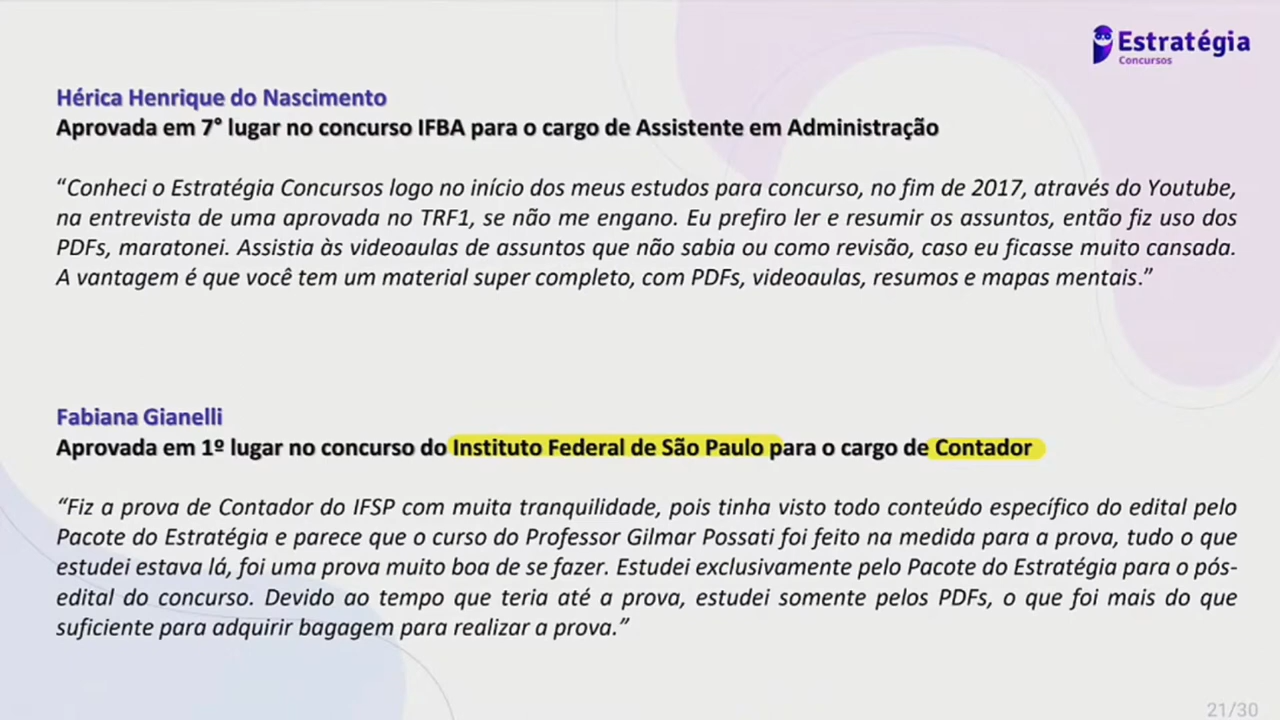 Estratégia
Concursos
Hérica Henrique do Nascimento
Aprovada em 7° lugar no concurso IFBA para o cargo de Assistente em Administração
“Conheci o Estratégia Concursos logo no início dos meus estudos para concurso, no fim de 2017, através do Youtube,
na entrevista de uma aprovada no TRF1, se não me engano. Eu prefiro ler e resumir os assuntos, então fiz uso dos
PDFs, maratonei. Assistia às videoaulas de assuntos que não sabia ou como revisão, caso eu ficasse muito cansada.
A vantagem é que você tem um material super completo, com PDFs, videoaulas, resumos e mapas mentais.”
Fabiana Gianelli
Aprovada em 1º lugar no concurso do Instituto Federal de São Paulo para o cargo de Contador
“Fiz a prova de Contador do IFSP com muita tranquilidade, pois tinha visto todo conteúdo específico do edital pelo
Pacote do Estratégia e parece que o curso do Professor Gilmar Possati foi feito na medida para a prova, tudo o que
estudei estava lá, foi uma prova muito boa de se fazer. Estudei exclusivamente pelo Pacote do Estratégia para o pós-
edital do concurso. Devido ao tempo que teria até a prova, estudei somente pelos PDFs, o que foi mais do que
suficiente para adquirir bagagem para realizar a prova.”
21/30